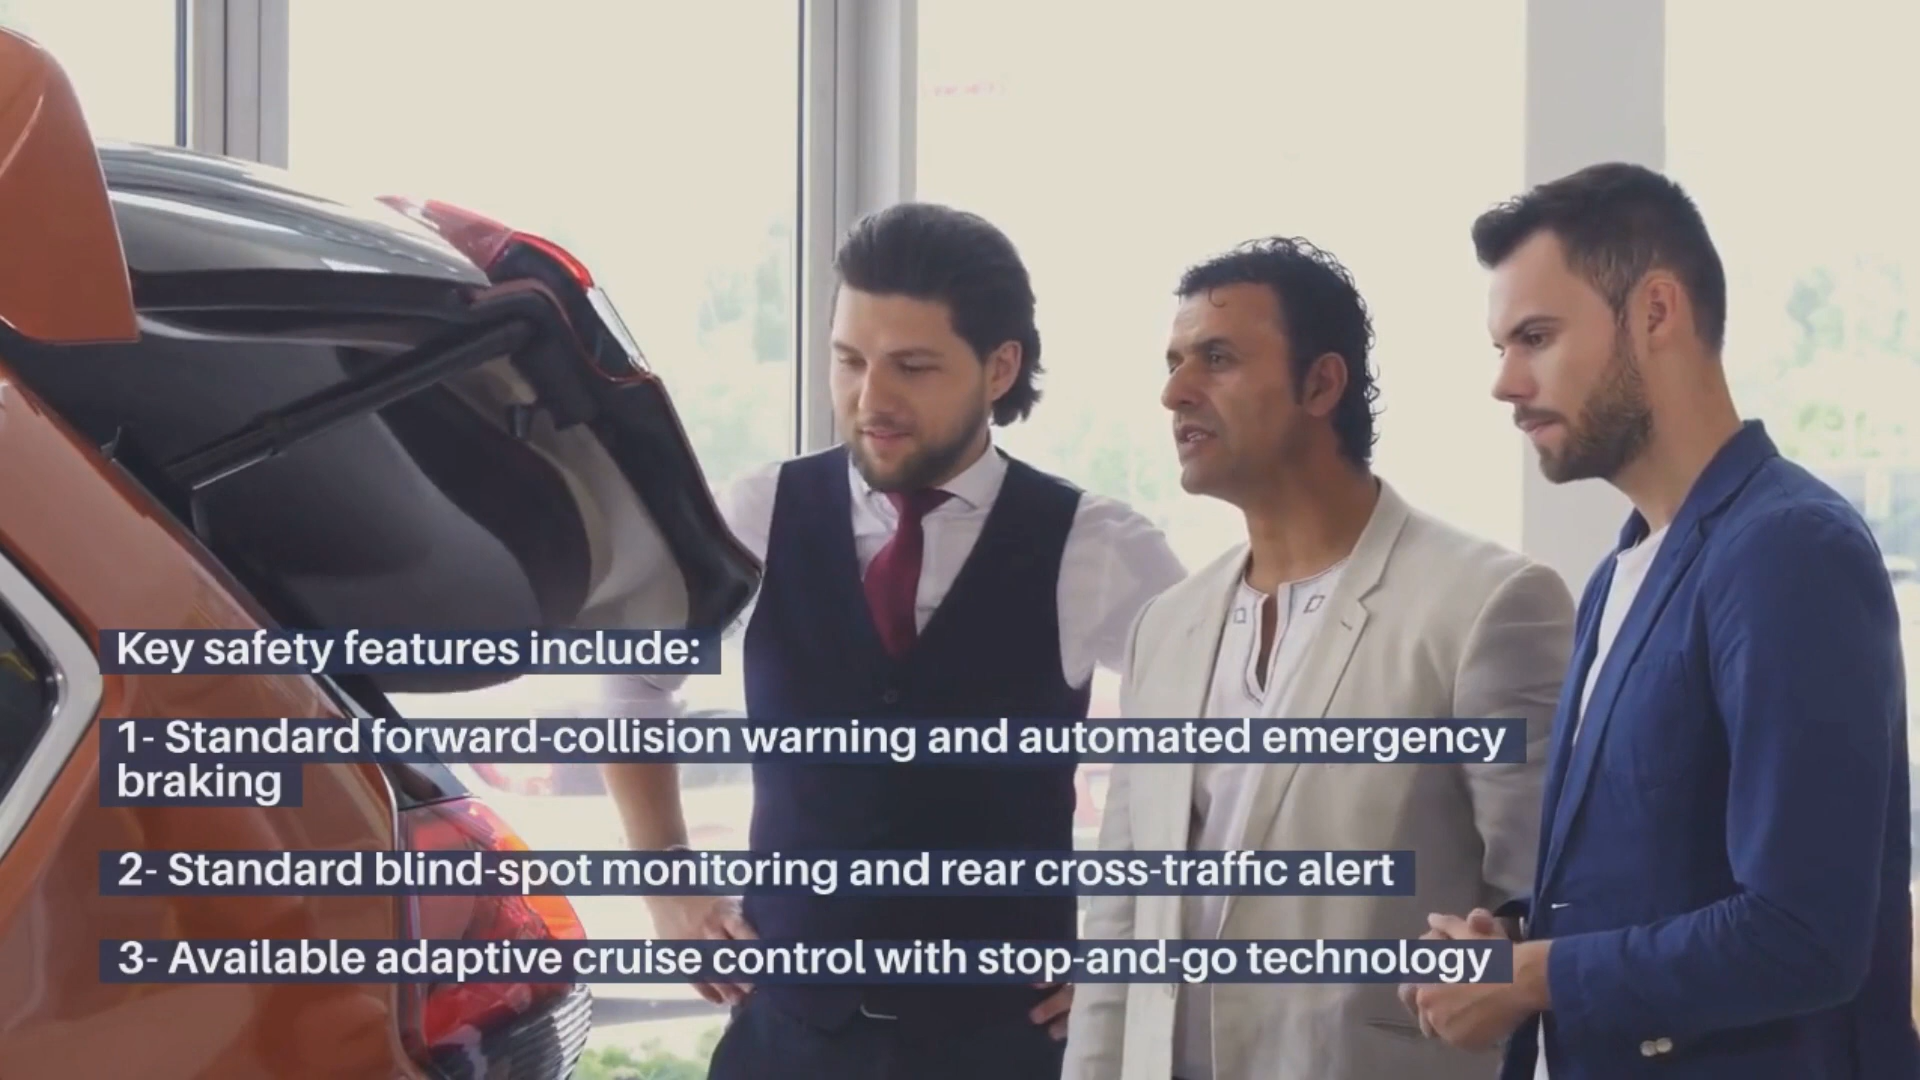 Key safety features include:
1- Standard forward-collision warning and automated emergency
braking
2- Standard blind-spot monitoring and rear cross-traffic alert
3- Available adaptive cruise control with stop-and-go technology